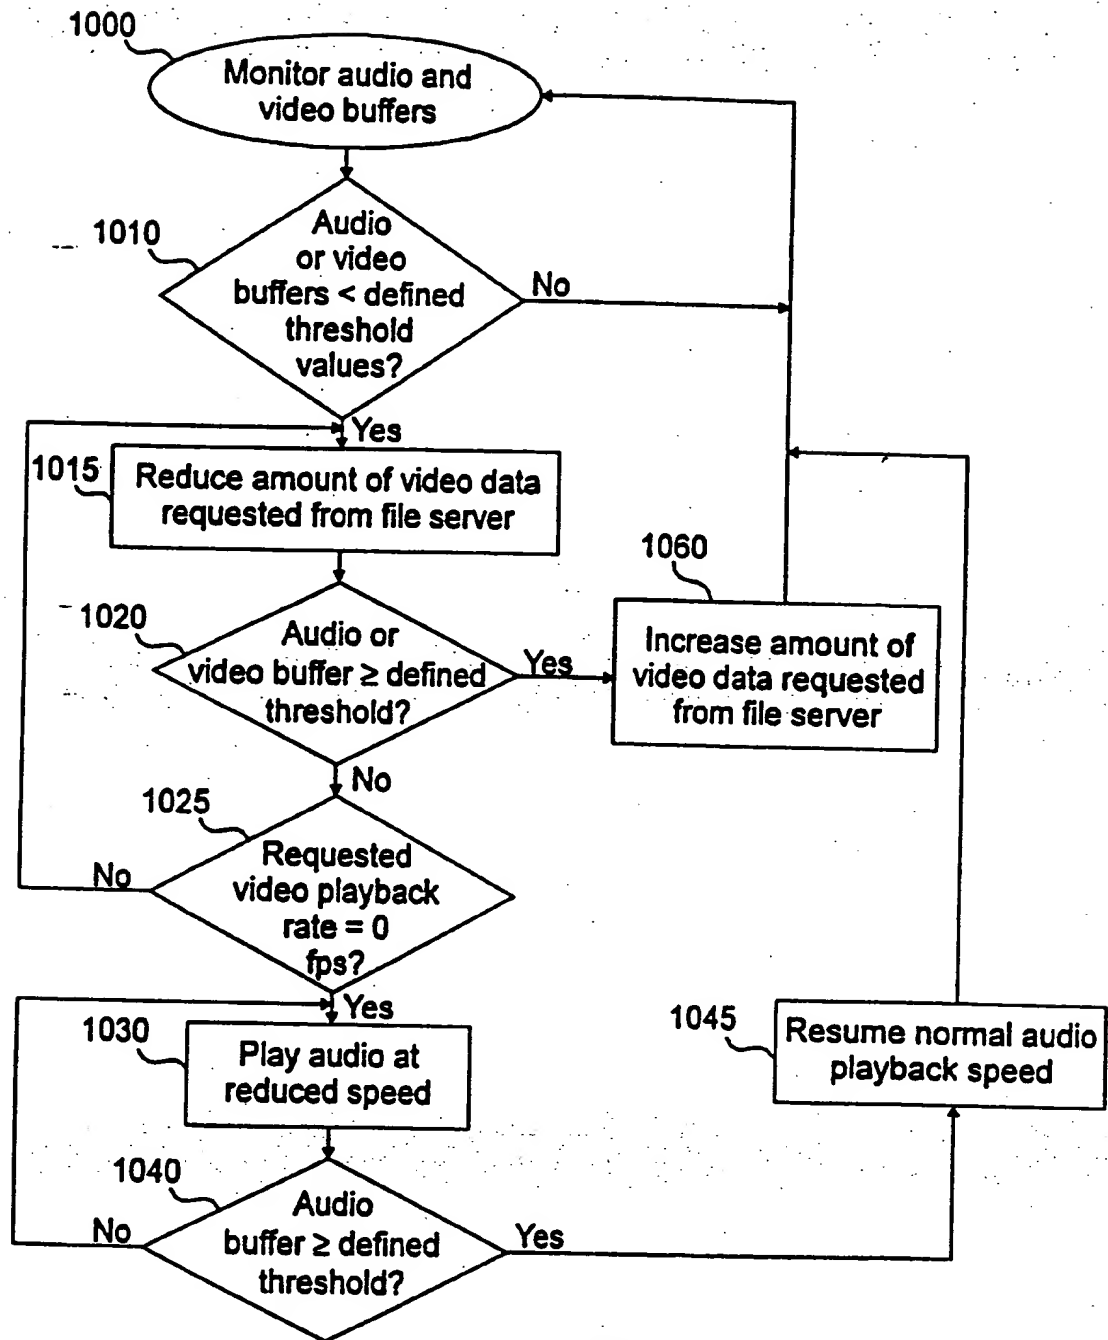 1000
Monitor audio and
video buffers
1010
Audio
or video
buffers < defined
threshold
values?
No
Yes
1015
Reduce amount of video data
requested from file server
1060
1020
Audio or
video buffer ≥ defined
threshold?
Yes
Increase amount of
video data requested
from file server
No
1025
Requested
video playback
rate = 0
fps?
No
Yes
1030
Play audio at
reduced speed
1045
Resume normal audio
playback speed
1040
Audio
buffer ≥ defined
threshold?
No
Yes